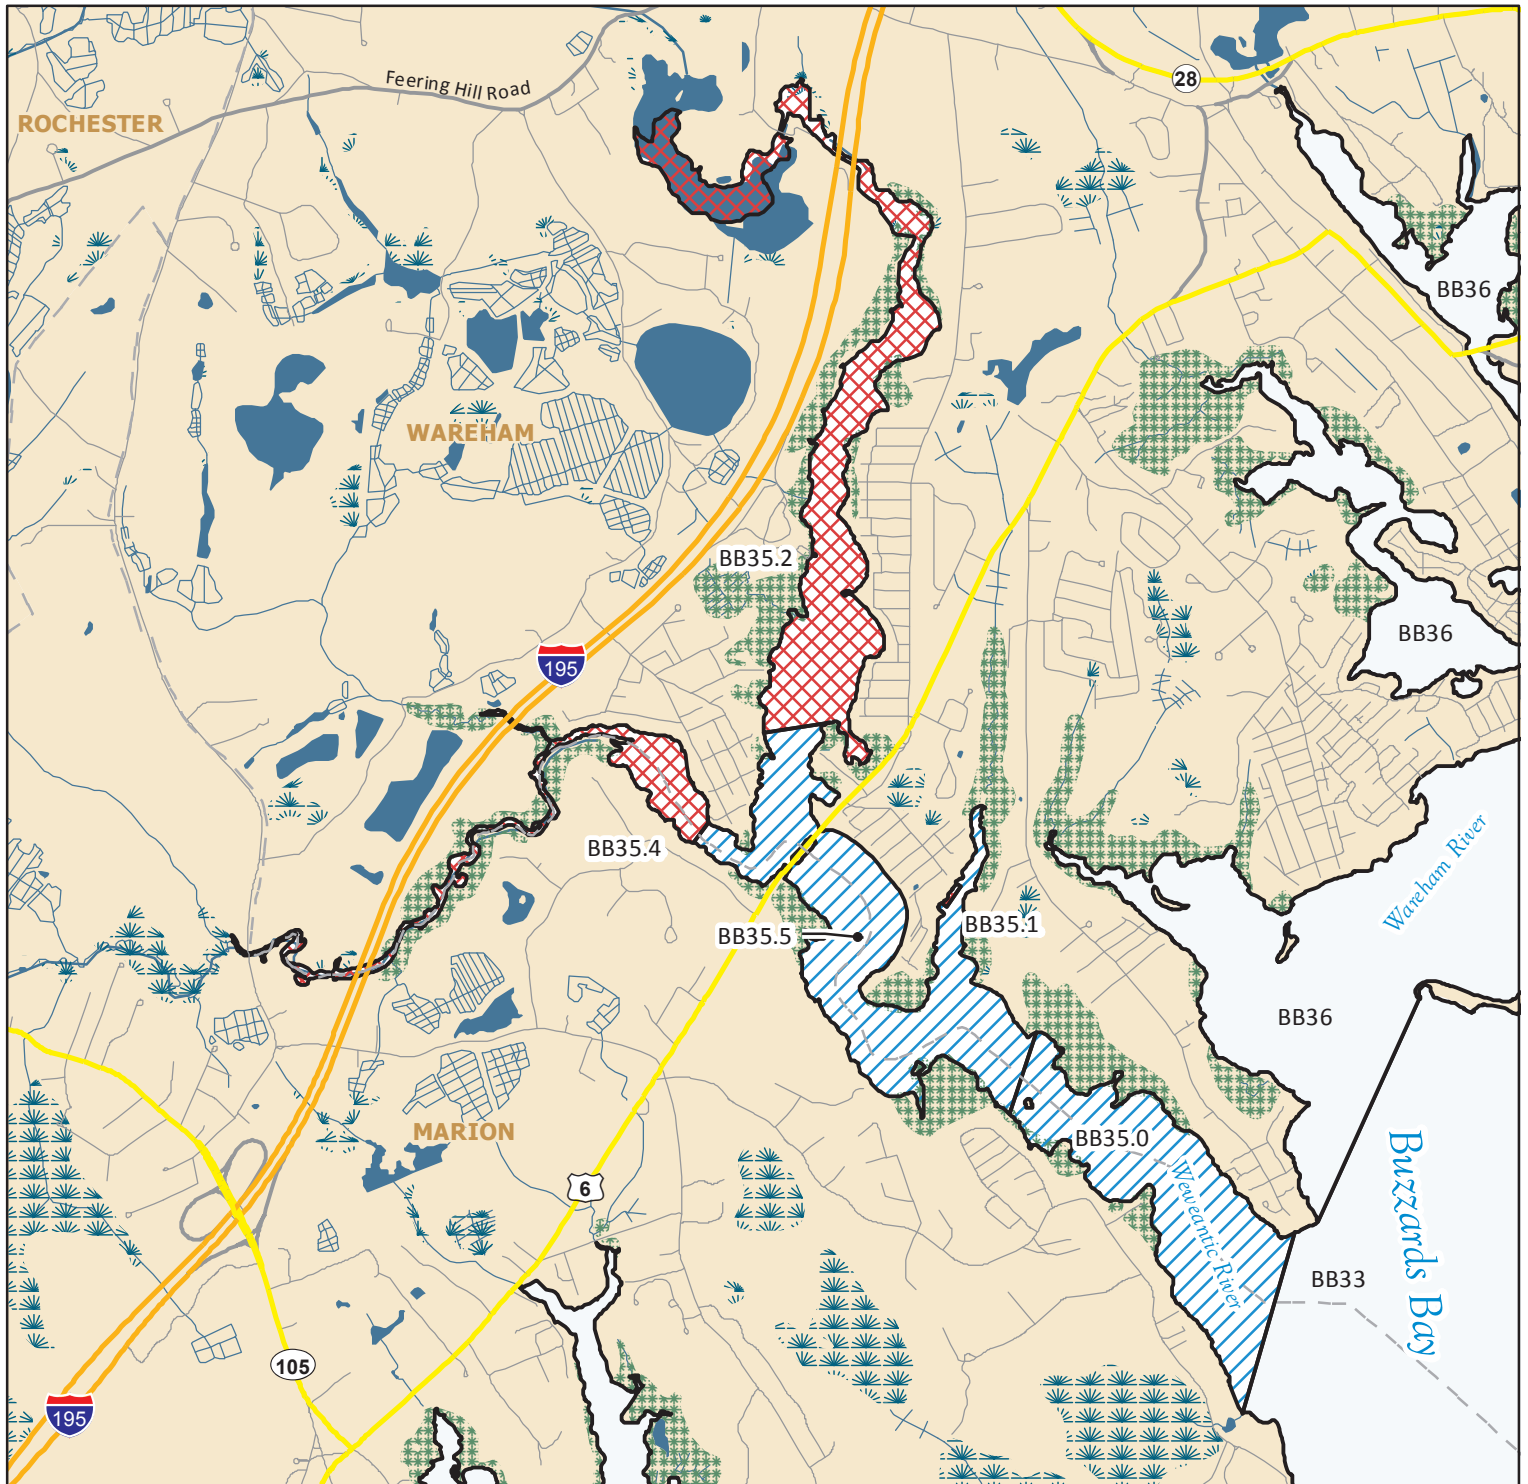 Feering Hill Road
28
ROCHESTER
BB36
WAREHAM
BB35.2
BB36
195
BB35.4
Wareham River
BB35.1
BB35.5
BB36
MARION
BB35.0
6
Weweantic River
Buzzards Bay
BB33
105
195